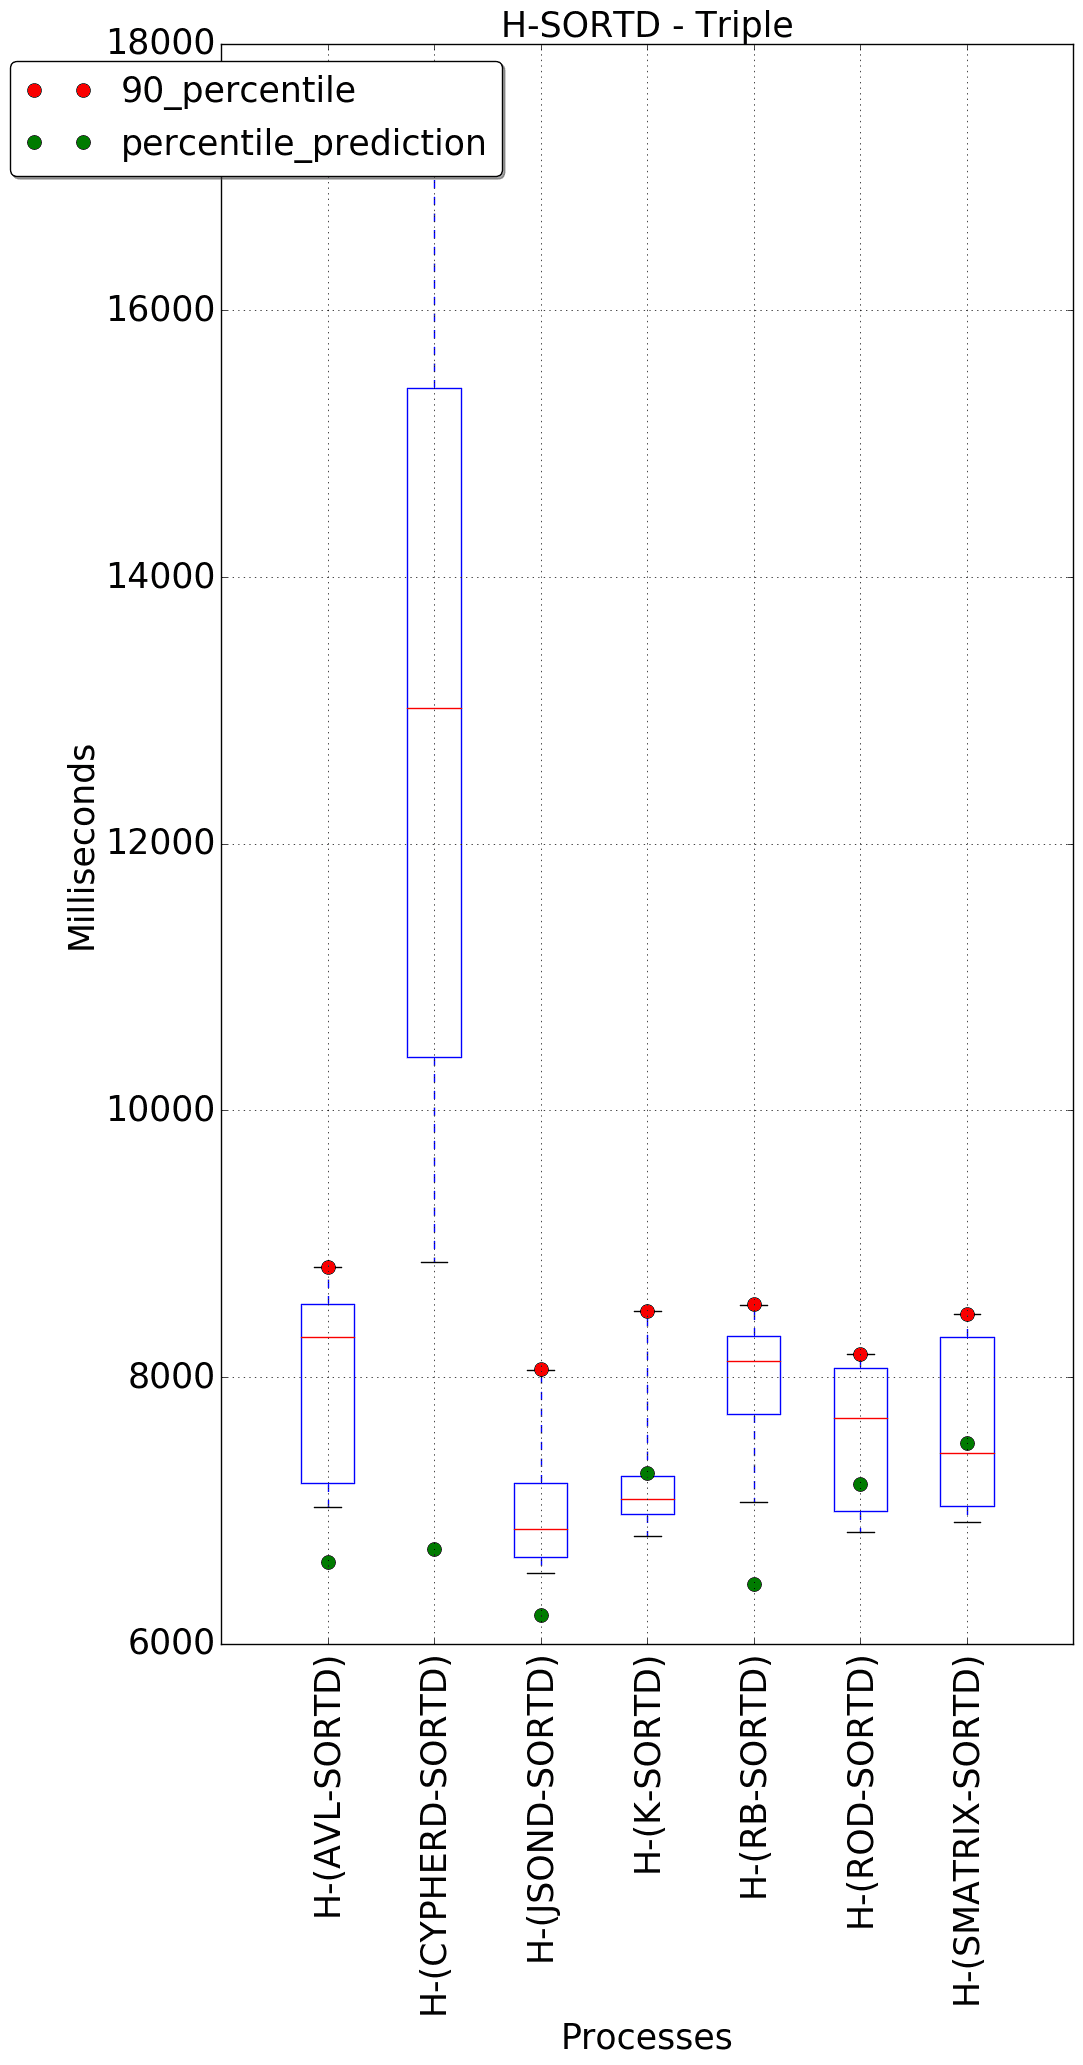 H-SORTD - Triple
90_percentile
percentile_prediction
18000
16000
14000
12000
10000
8000
6000
Milliseconds
H-(AVL-SORTD)
H-(CYPHERD-SORTD)
H-(JSOND-SORTD)
H-(K-SORTD)
H-(RB-SORTD)
H-(ROD-SORTD)
H-(SMATRIX-SORTD)
Processes